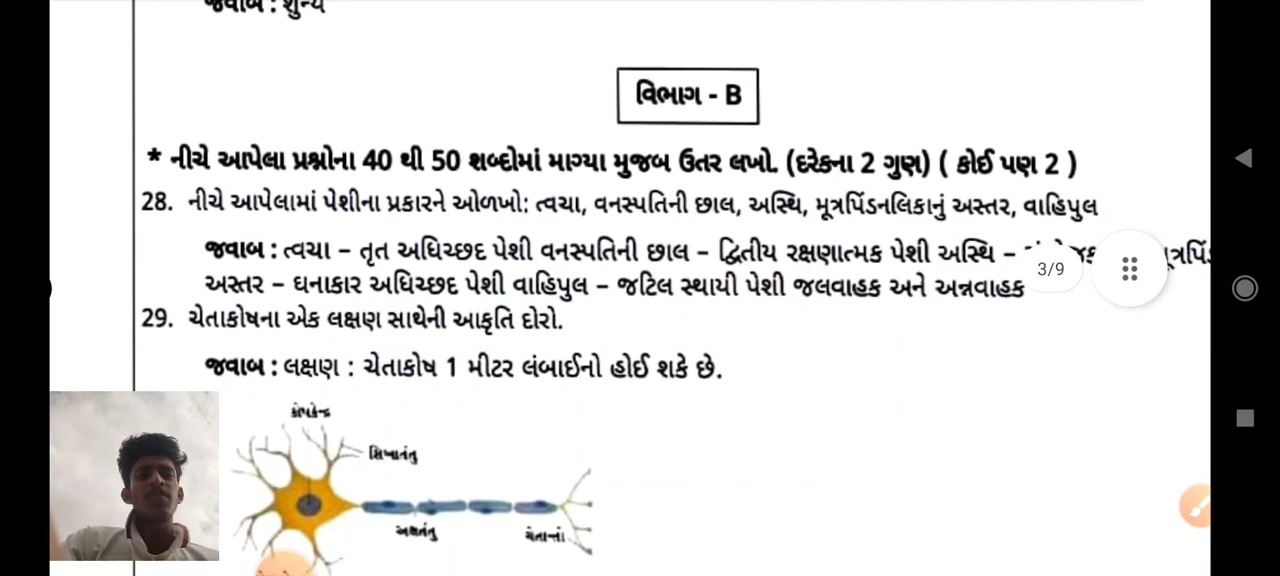 જવાબ : શુન્ય
વિભાગ - B
* નીચે આપેલા પ્રશ્નોના 40 થી 50 શબ્દોમાં માગ્યા મુજબ ઉતર લખો. (દરેકના 2 ગુણ) ( કોઈ પણ 2 )
28. નીચે આપેલામાં પેશીના પ્રકારને ઓળખો: ત્વચા, વનસ્પતિની છાલ, અસ્થિ, મૂત્રપિંડનલિકાનું અસ્તર, વાહિપુલ
જવાબ : ત્વચા – તૃત અધિચ્છદ પેશી વનસ્પતિની છાલ – દ્વિતીય રક્ષણાત્મક પેશી અસ્થિ –
3/9
અસ્તર – ઘનાકાર અધિચ્છદ પેશી વાહિપુલ – જટિલ સ્થાયી પેશી જલવાહક અને અન્નવાહક
29. ચેતાકોષના એક લક્ષણ સાથેની આકૃતિ દોરો.
જવાબ : લક્ષણ : ચેતાકોષ 1 મીટર લંબાઈનો હોઈ શકે છે.
કોષકેન્દ્ર
શિખાતંતુ
અક્ષતંતુ